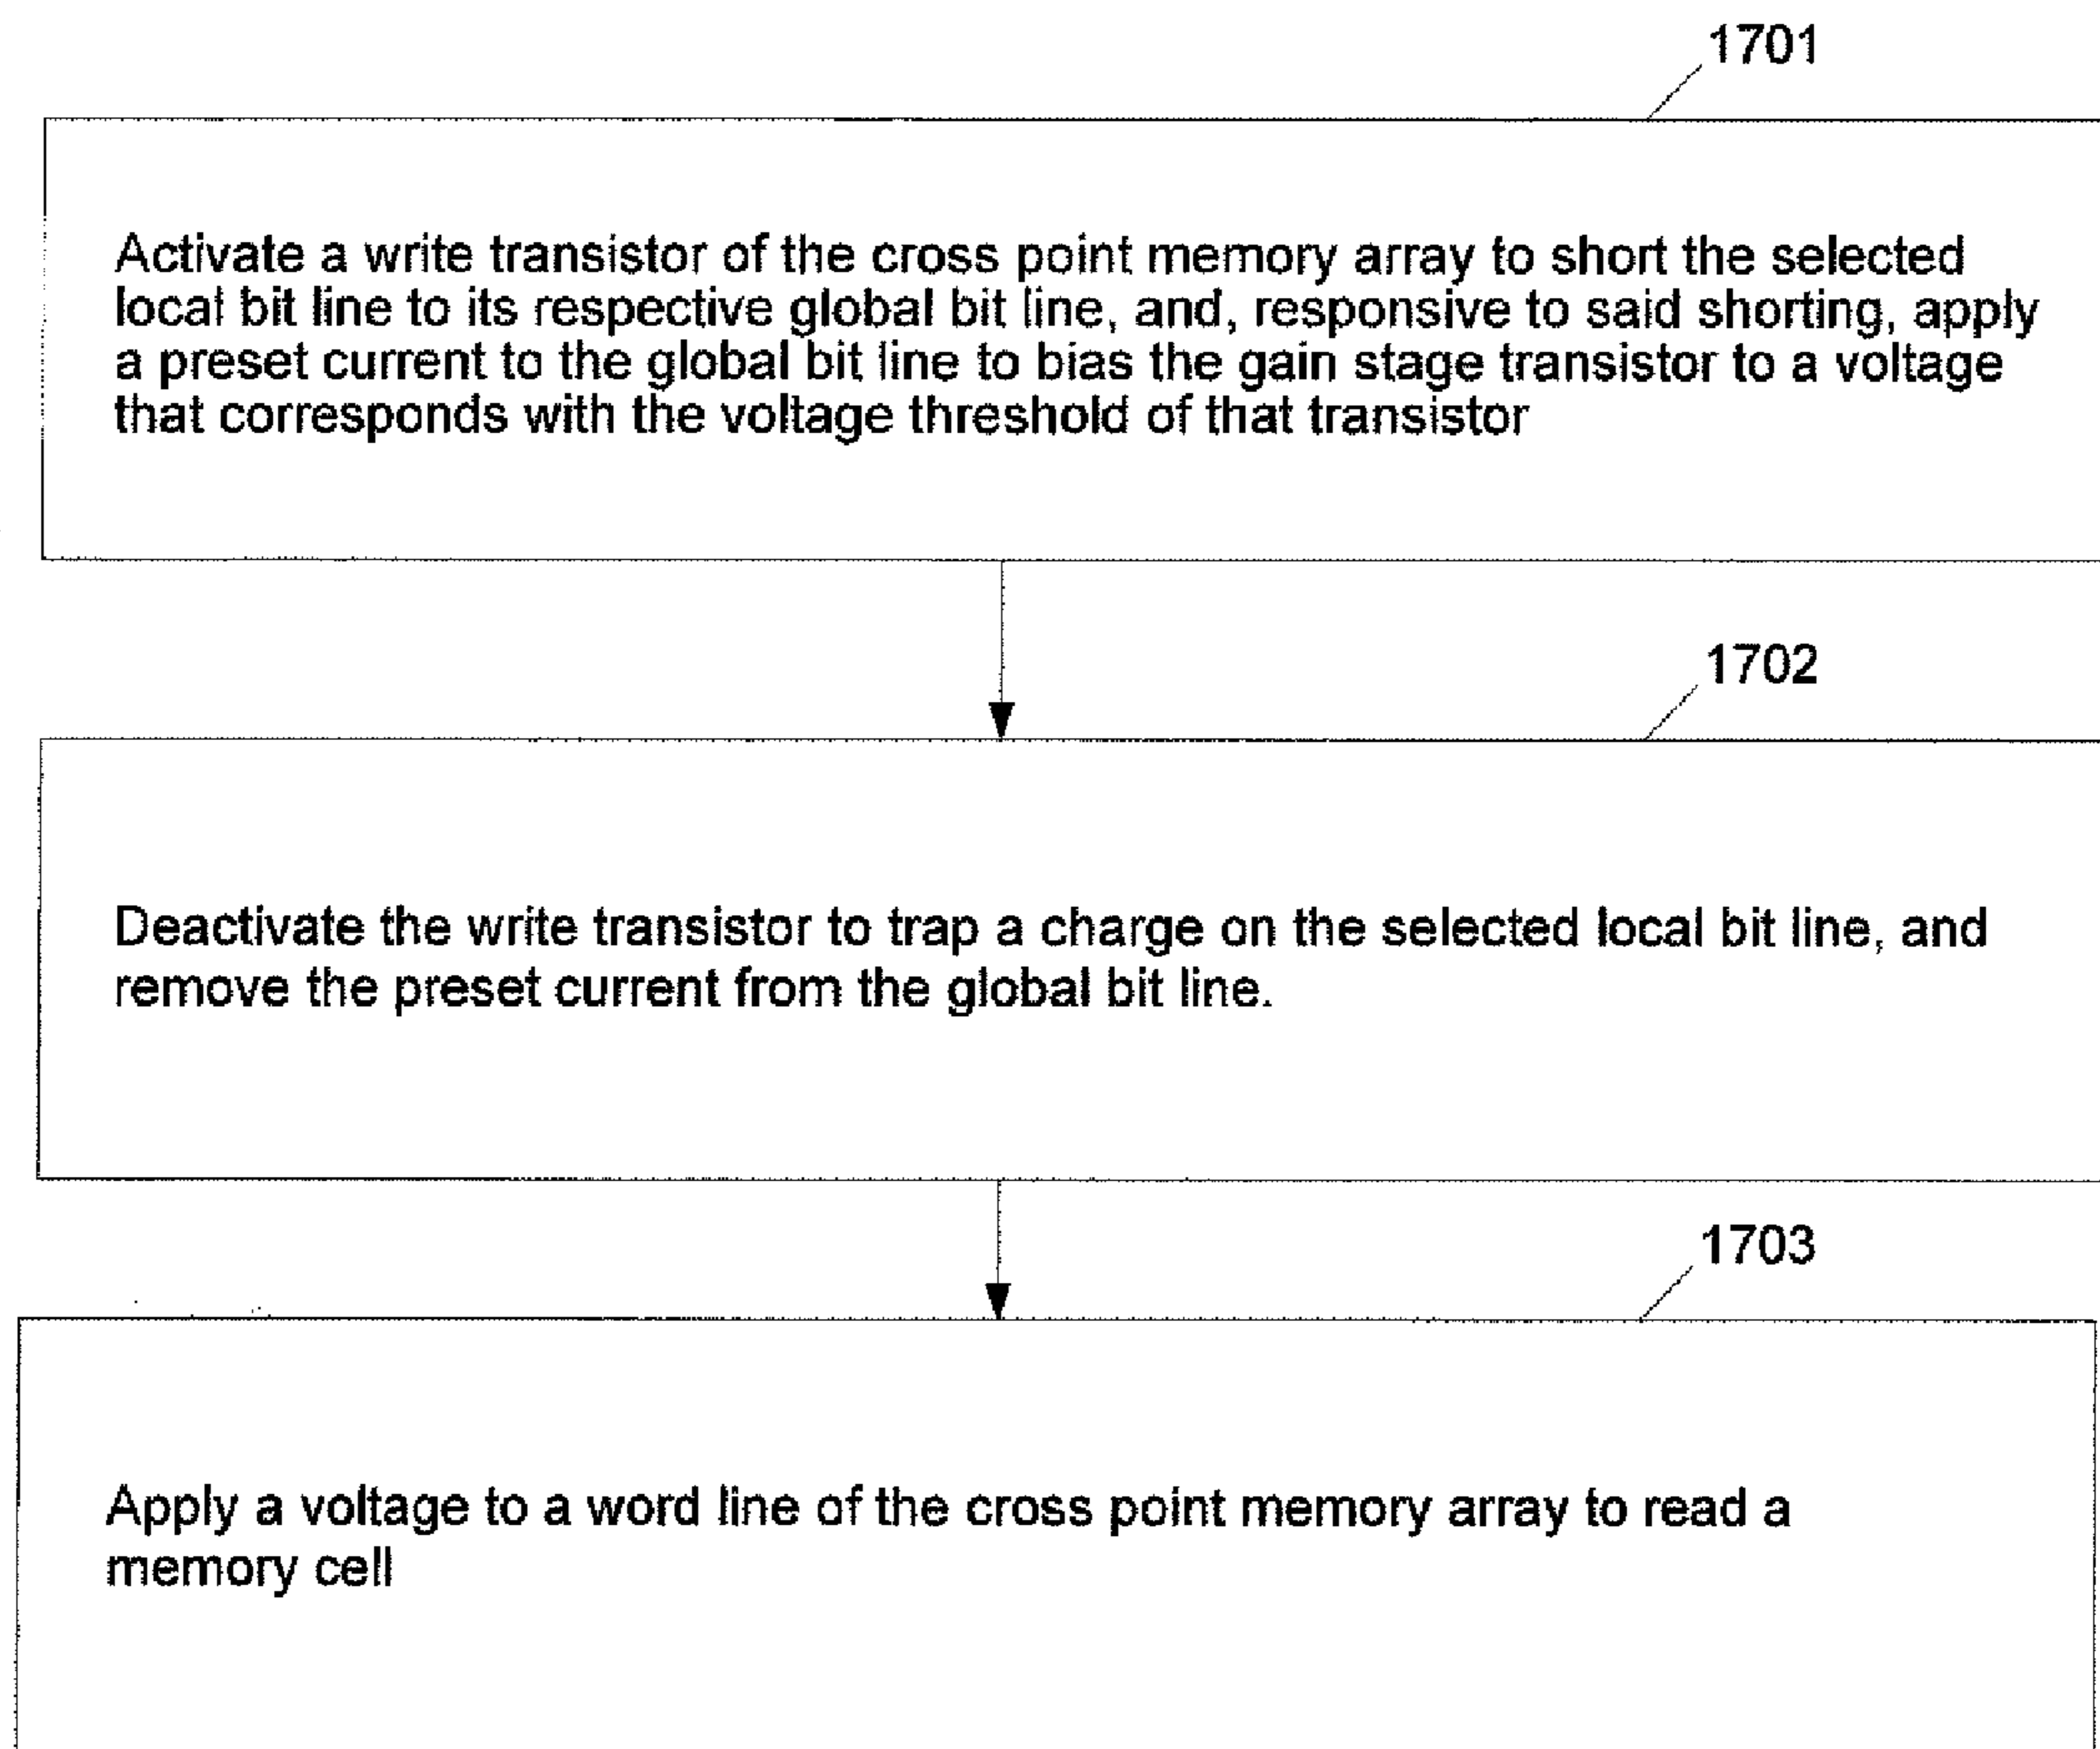 1701
Activate a write transistor of the cross point memory array to short the selected
local bit line to its respective global bit line, and, responsive to said shorting, apply
a preset current to the global bit line to bias the gain stage transistor to a voltage
that corresponds with the voltage threshold of that transistor
1702
Deactivate the write transistor to trap a charge on the selected local bit line, and
remove the preset current from the global bit line.
1703
Apply a voltage to a word line of the cross point memory array to read a
memory cell